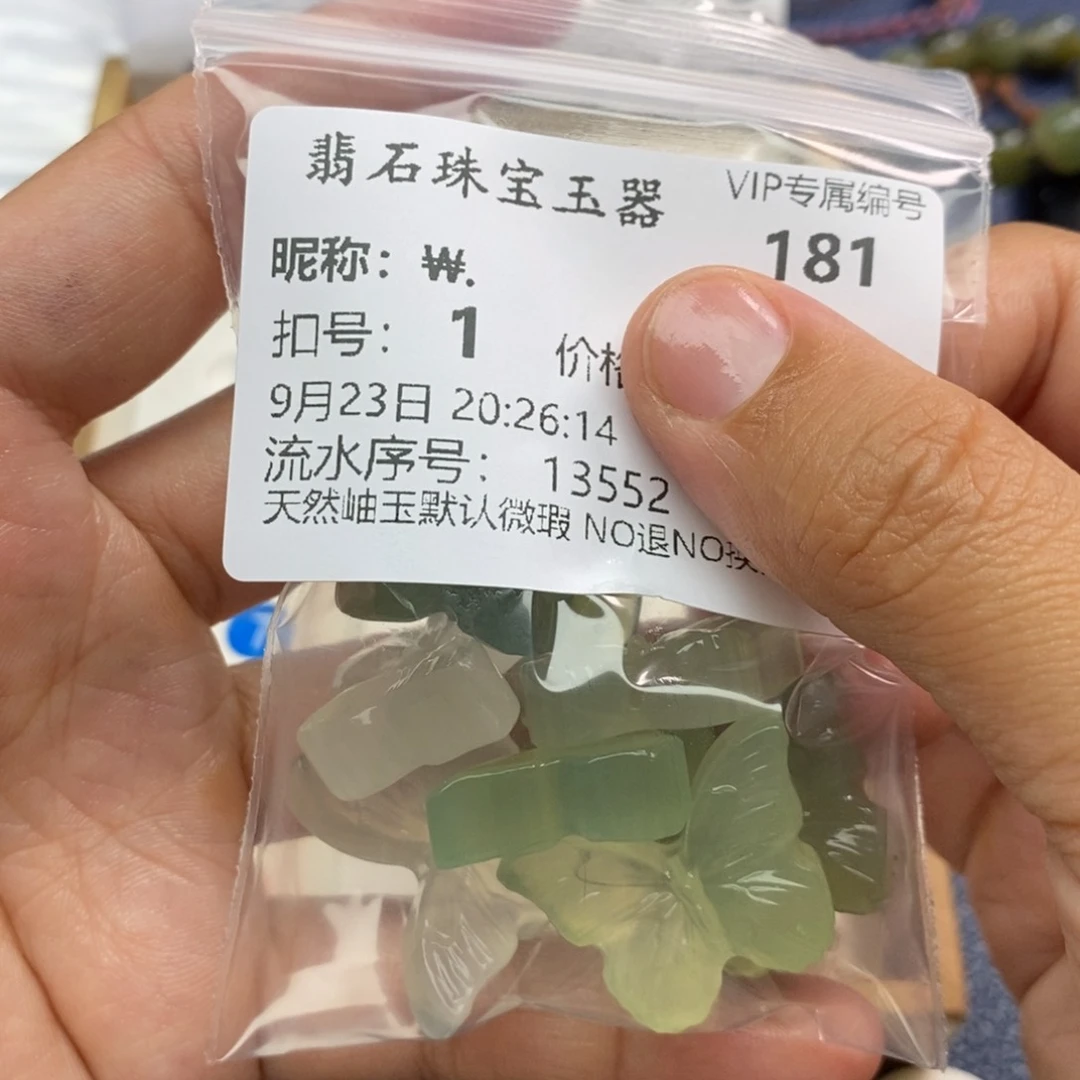 翡石珠宝玉器
VIP专属编号
181
昵称：₩.
扣号： 1 价格
9月23日 20:26:14
流水序号： 13552
天然岫玉默认微瑕 NO退NO换